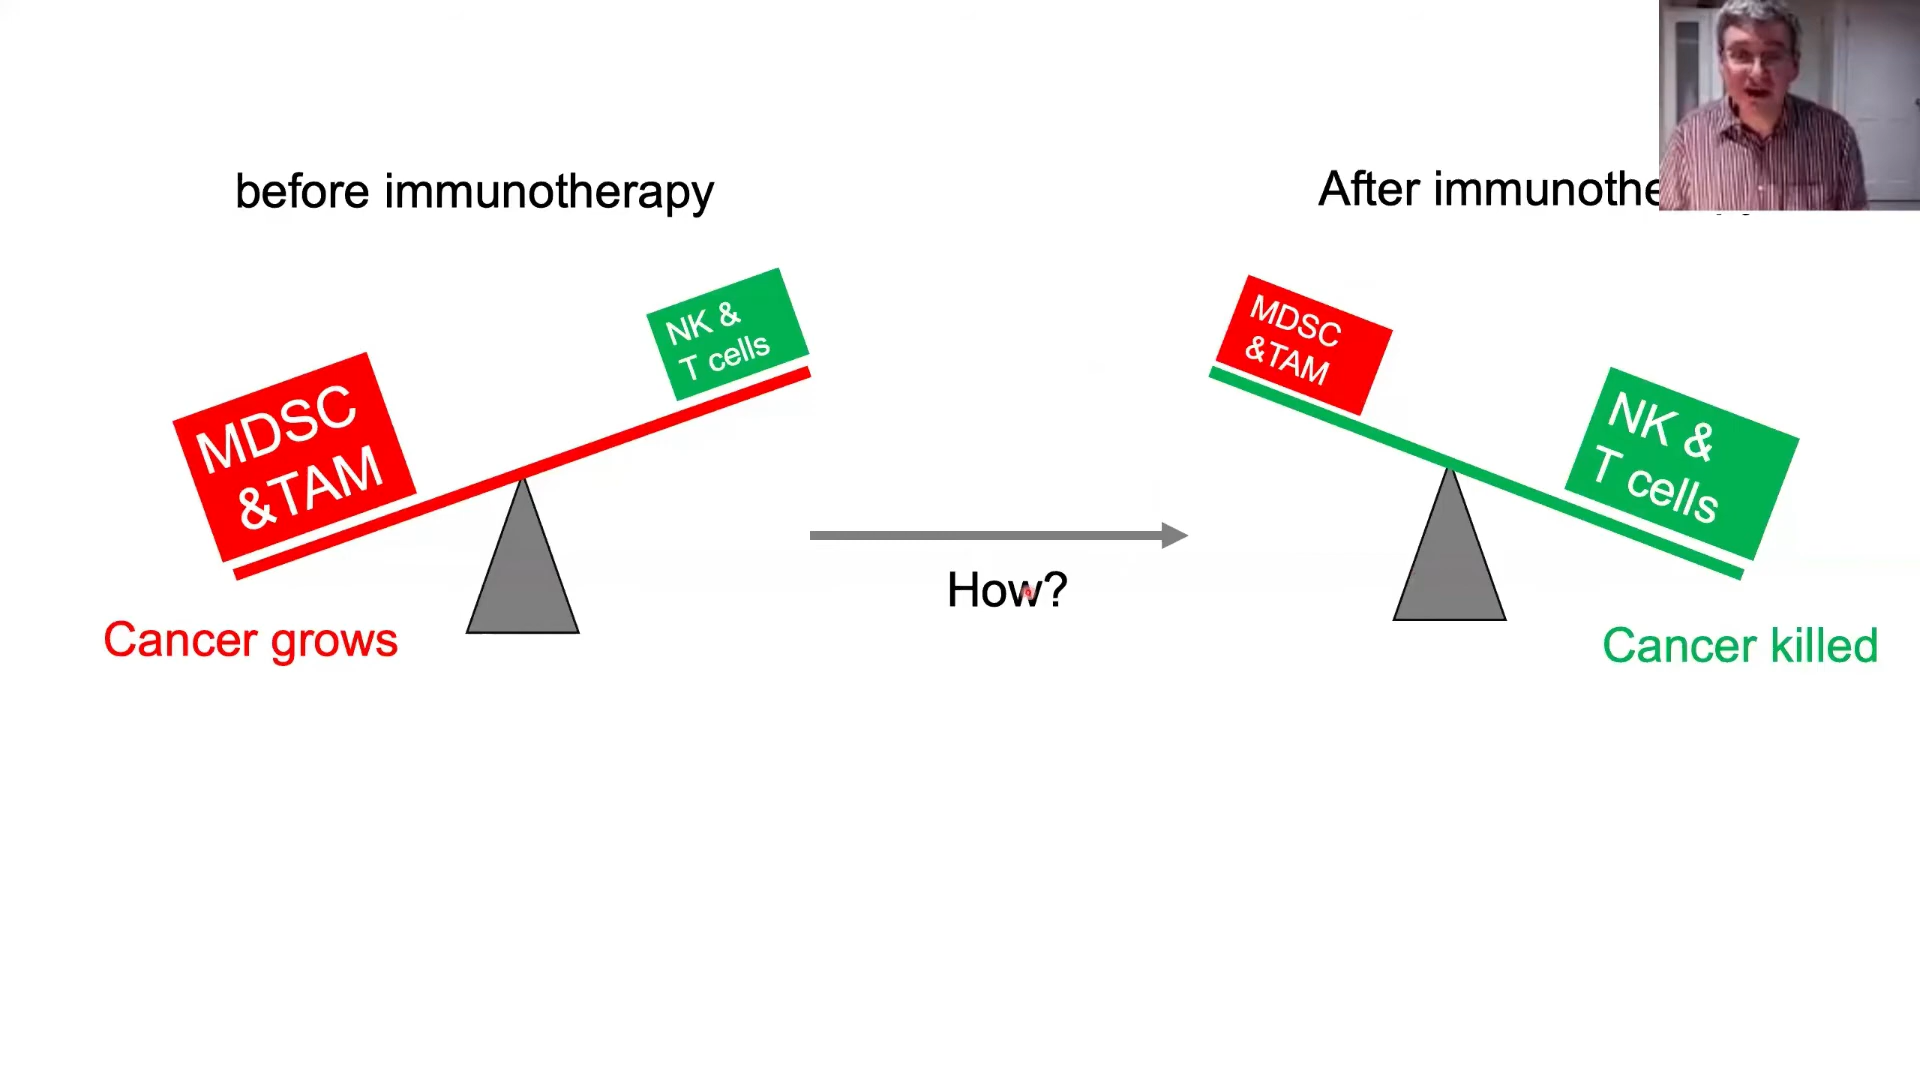 before immunotherapy
After immunothe
MDSC
&TAM
NK &
T cells
MDSC
&TAM
NK &
T cells
How?
Cancer grows
Cancer killed